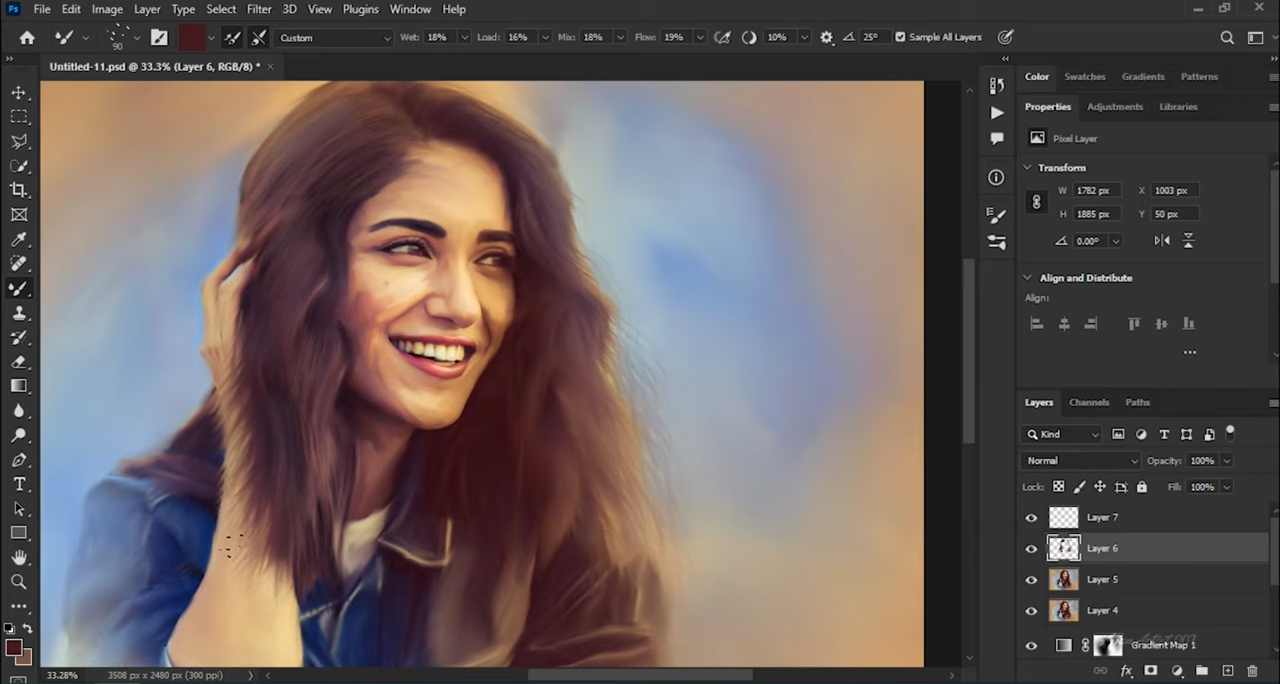 Ps File Edit Image Layer Type Select Filter 3D View Plugins Window Help
90 Custom Wet: 18% Load: 16% Mix: 18% Flow: 19% 10% 25° Sample All Layers
Untitled-11.psd @ 33.3% (Layer 6, RGB/8) *
Color Swatches Gradients Patterns
Properties Adjustments Libraries
Pixel Layer
Transform
W 1782 px X 1003 px
H 1885 px Y 50 px
0.00°
Align and Distribute
Align:
Layers Channels Paths
Kind
Normal Opacity: 100%
Lock: Fill: 100%
Layer 7
Layer 6
Layer 5
Layer 4
Gradient Map 1
33.28% 3508 px x 2480 px (300 ppi)